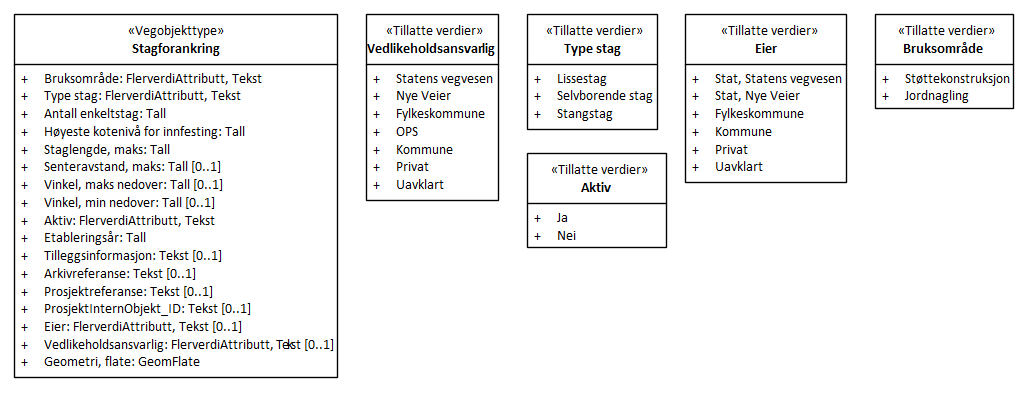 «Vegobjekttype»
Stagforankring
+ Bruksområde: FlerverdiAttributt, Tekst
+ Type stag: FlerverdiAttributt, Tekst
+ Antall enkeltstag: Tall
+ Høyeste kotenivå for innfesting: Tall
+ Staglengde, maks: Tall
+ Senteravstand, maks: Tall [0..1]
+ Vinkel, maks nedover: Tall [0..1]
+ Vinkel, min nedover: Tall [0..1]
+ Aktiv: FlerverdiAttributt, Tekst
+ Etableringsår: Tall
+ Tilleggsinformasjon: Tekst [0..1]
+ Arkivreferanse: Tekst [0..1]
+ Prosjektreferanse: Tekst [0..1]
+ ProsjektInternObjekt_ID: Tekst [0..1]
+ Eier: FlerverdiAttributt, Tekst [0..1]
+ Vedlikeholdsansvarlig: FlerverdiAttributt, Tekst [0..1]
+ Geometri, flate: GeomFlate
«Tillatte verdier»
Vedlikeholdsansvarlig
+ Statens vegvesen
+ Nye Veier
+ Fylkeskommune
+ OPS
+ Kommune
+ Privat
+ Uavklart
«Tillatte verdier»
Type stag
+ Lissestag
+ Selvborende stag
+ Stangstag
«Tillatte verdier»
Aktiv
+ Ja
+ Nei
«Tillatte verdier»
Eier
+ Stat, Statens vegvesen
+ Stat, Nye Veier
+ Fylkeskommune
+ Kommune
+ Privat
+ Uavklart
«Tillatte verdier»
Bruksområde
+ Støttekonstruksjon
+ Jordnagling